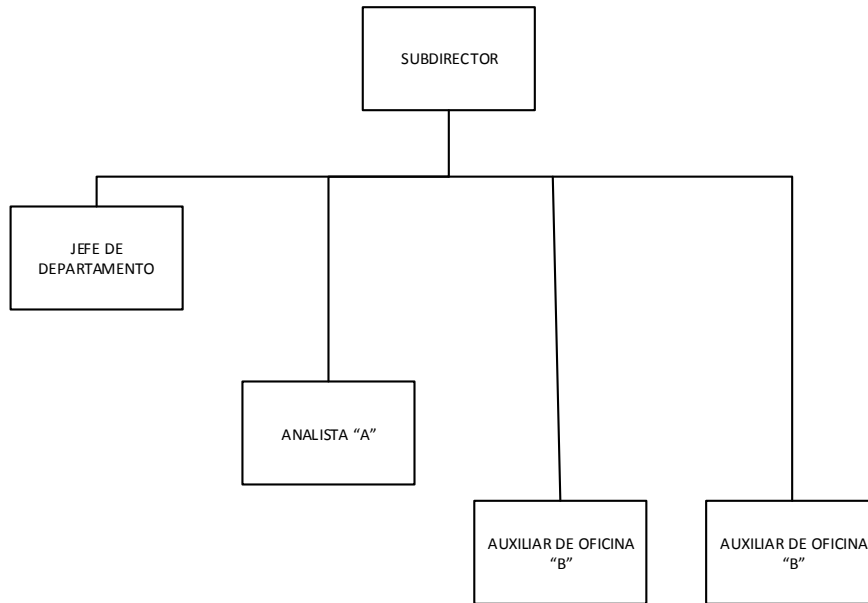 SUBDIRECTOR
JEFE DE
DEPARTAMENTO
ANALISTA “A”
AUXILIAR DE OFICINA
“B”
AUXILIAR DE OFICINA
“B”